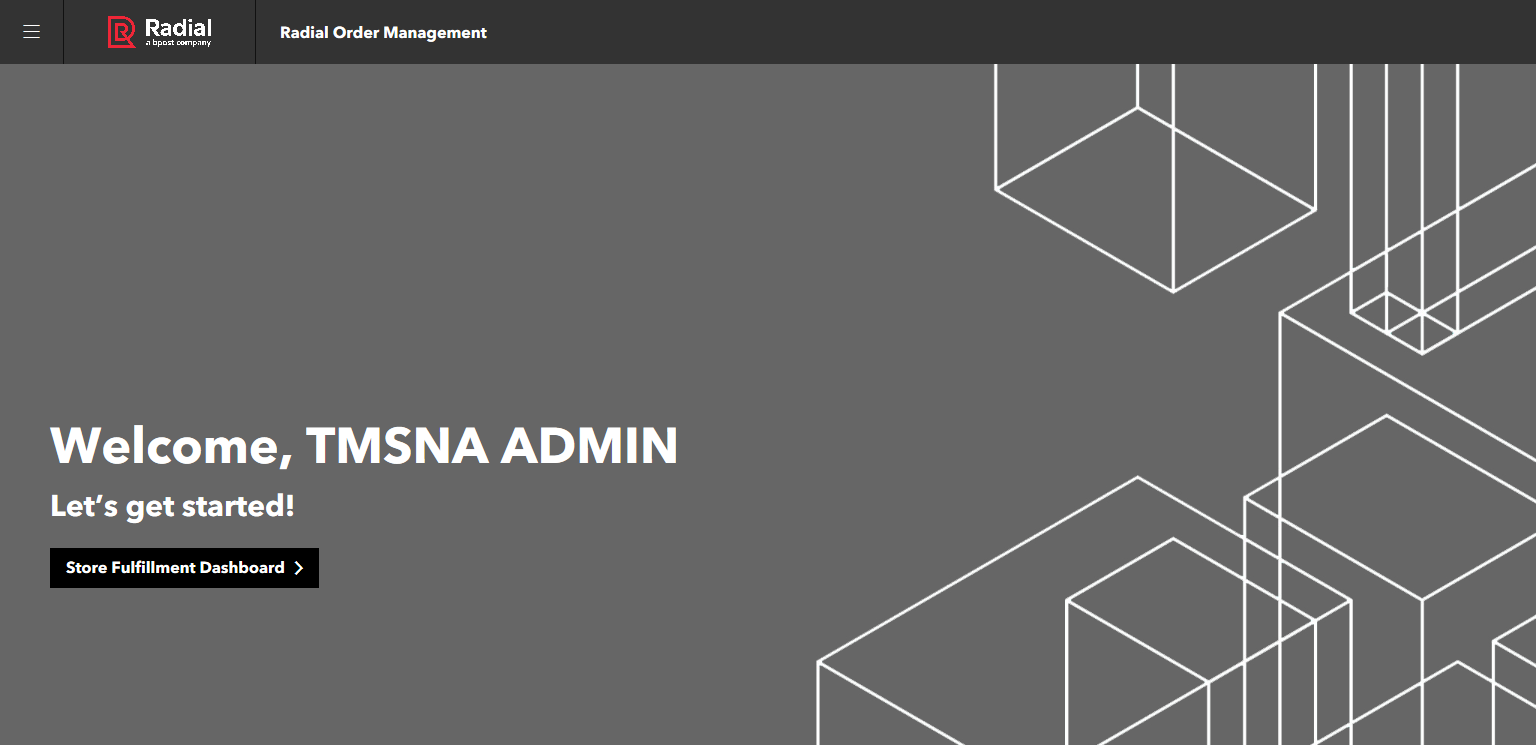 Radial
a bpost company
Radial Order Management
Welcome, TMSNA ADMIN
Let’s get started!
Store Fulfillment Dashboard